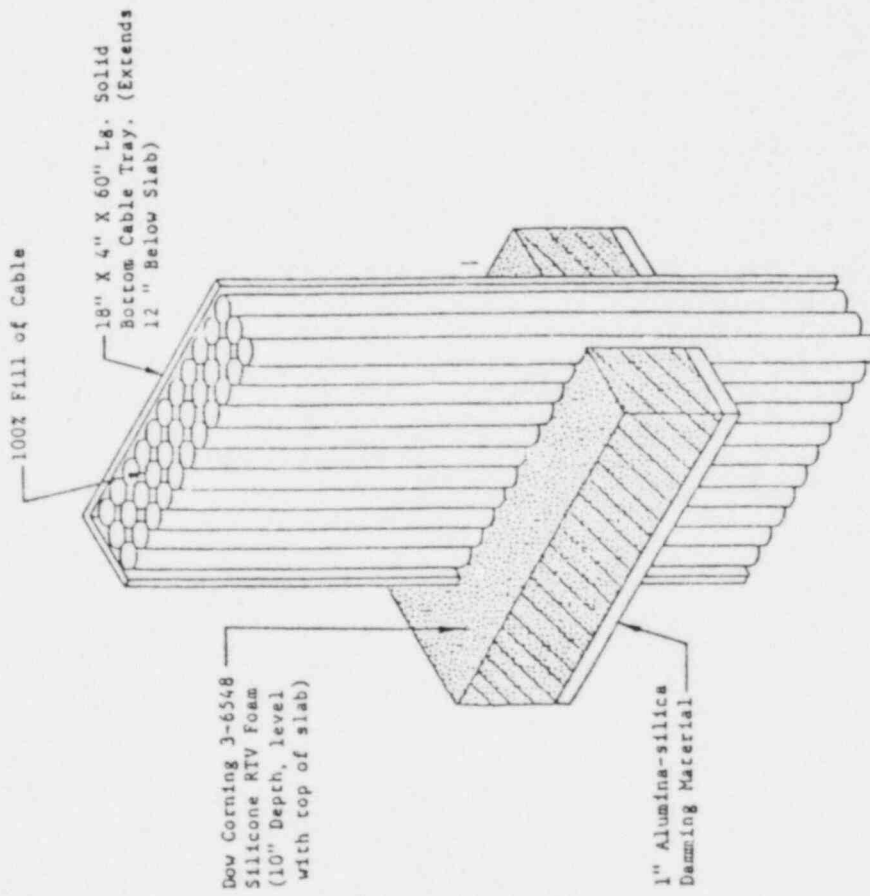 100% Fill of Cable
18" X 4" X 60" Lg. Solid
Bottom Cable Tray. (Extends
12 " Below Slab)
Dow Corning 3-6548
Silicone RTV Foam
(10" Depth, level
with top of slab)
1" Alumina-silica
Damming Material